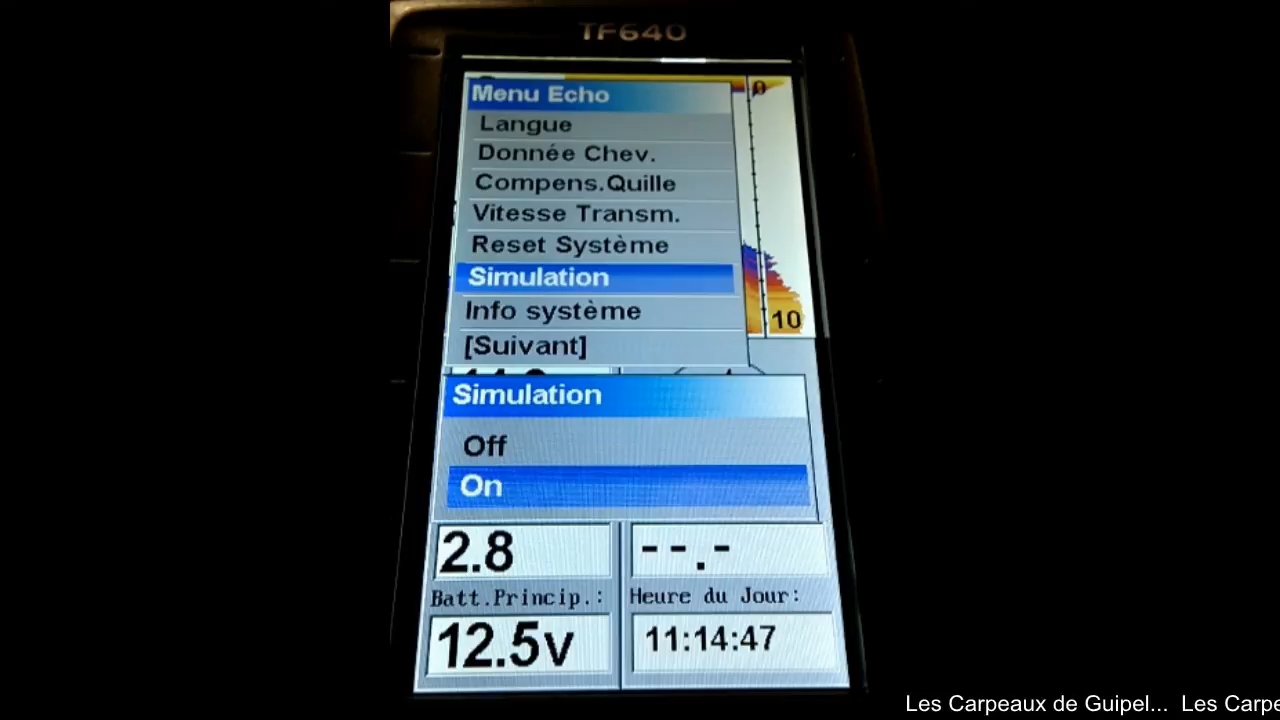 TF640
0
Menu Echo
Langue
Donnée Chev.
Compens.Quille
Vitesse Transm.
Reset Système
Simulation
Info système
[Suivant]
10
Simulation
Off
On
2.8
--.-
Batt.Princip.:
Heure du Jour:
12.5v
11:14:47
Les Carpeaux de Guipel... Les Carpe